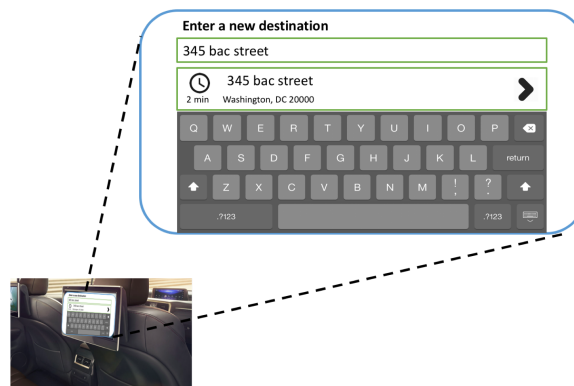 Enter a new destination
345 bac street
345 bac street
2 min Washington, DC 20000
Q W E R T Y U I O P
A S D F G H J K L return
Z X C V B N M ! , ? .
.?123 .?123